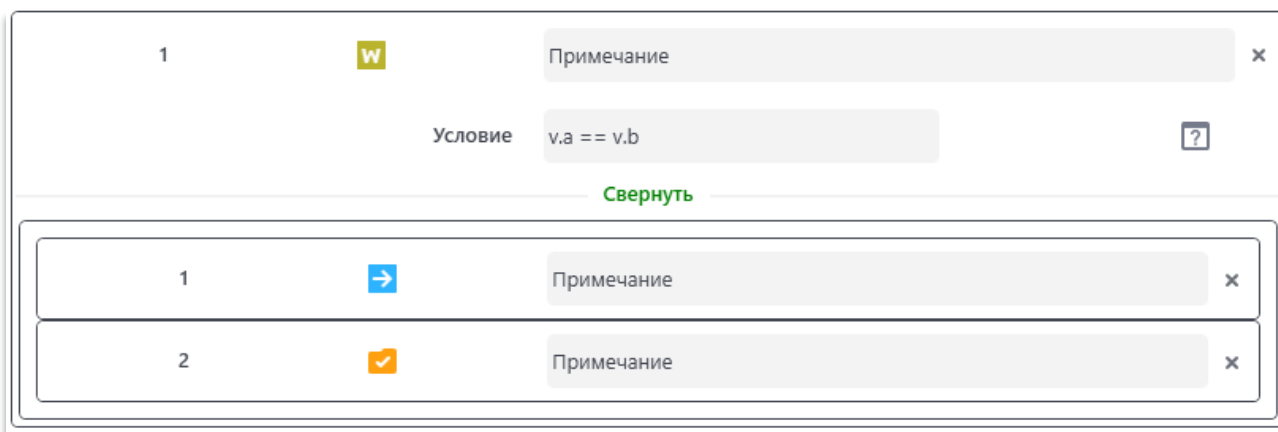 1 W Примечание ×
Условие v.a == v.b ?
Свернуть
1 Примечание ×
2 Примечание ×